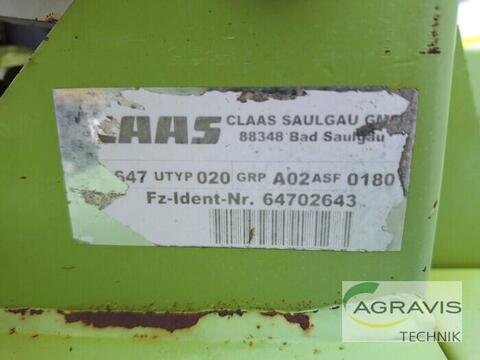 CLAAS SAULGAU GM
88348 Bad Saulgau
AAS
647 UTYP 020 GRP A02 ASF 0180
Fz-Ident-Nr. 64702643
AGRAVIS
TECHNIK